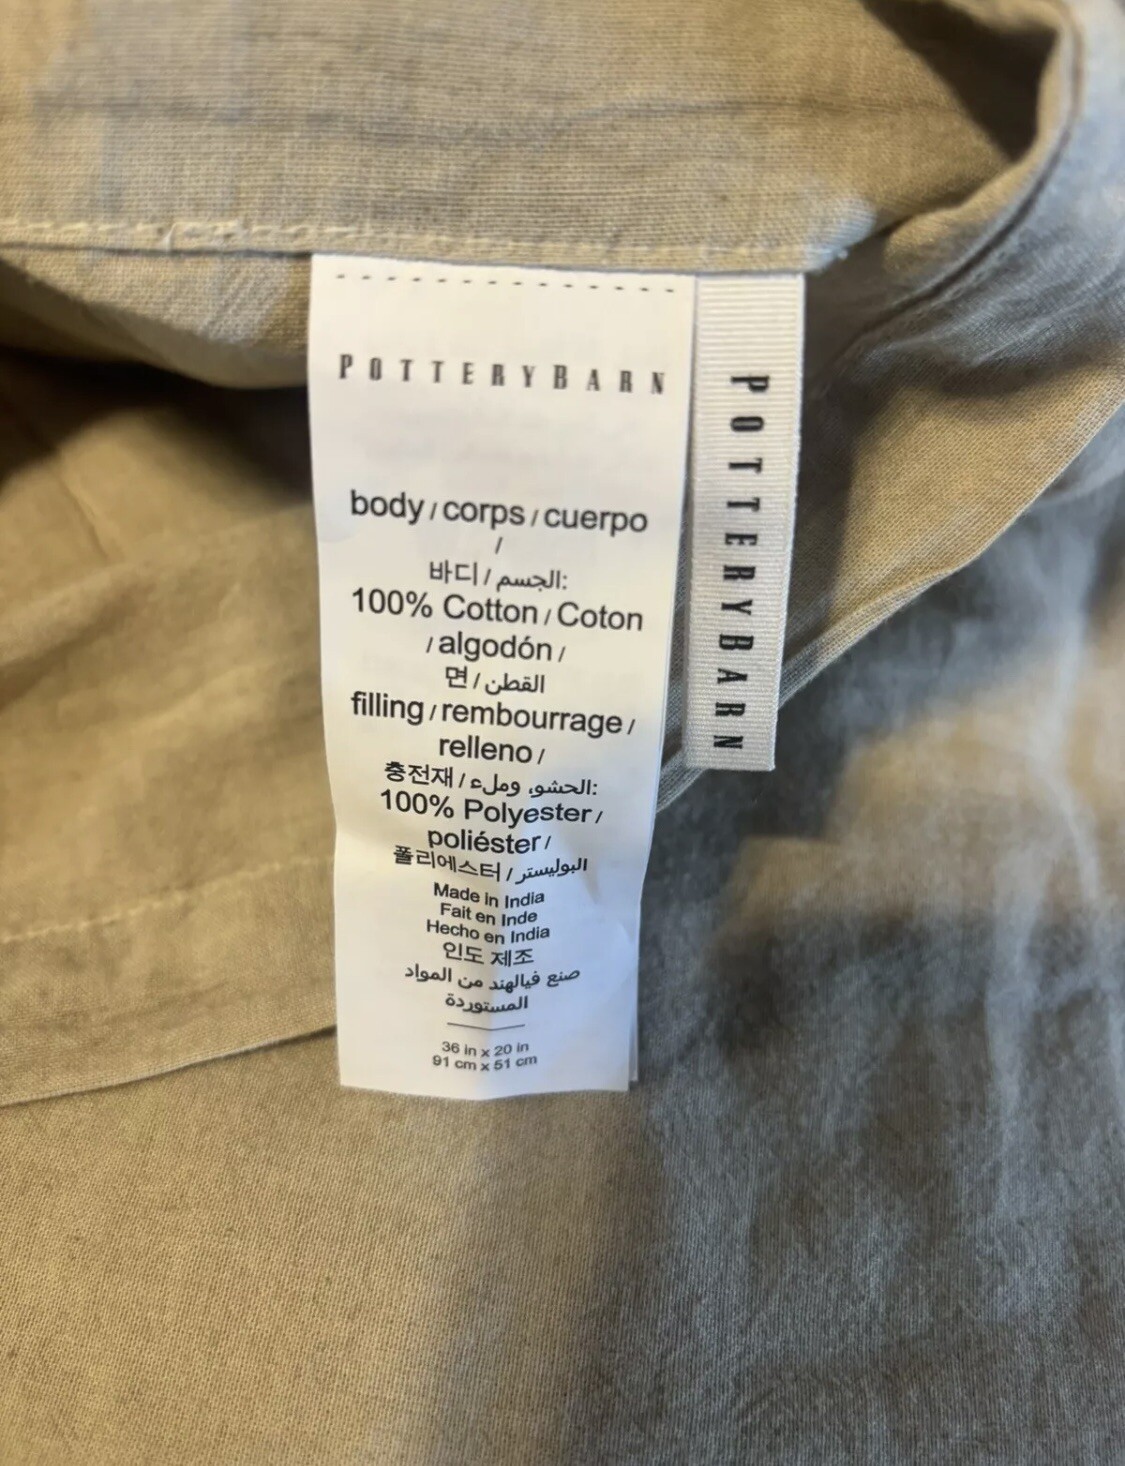 POTTERYBARN
body / corps / cuerpo
/
바디 / الجسم:
100% Cotton / Coton
/ algodón /
면 / القطن
filling / rembourrage /
relleno /
충전재 / الحشو، وملء:
100% Polyester /
poliéster /
폴리에스터 / البوليستر
Made in India
Fait en Inde
Hecho en India
인도 제조
صنع فيالهند من المواد
المستوردة
36 in x 20 in
91 cm x 51 cm
POTTERYBARN